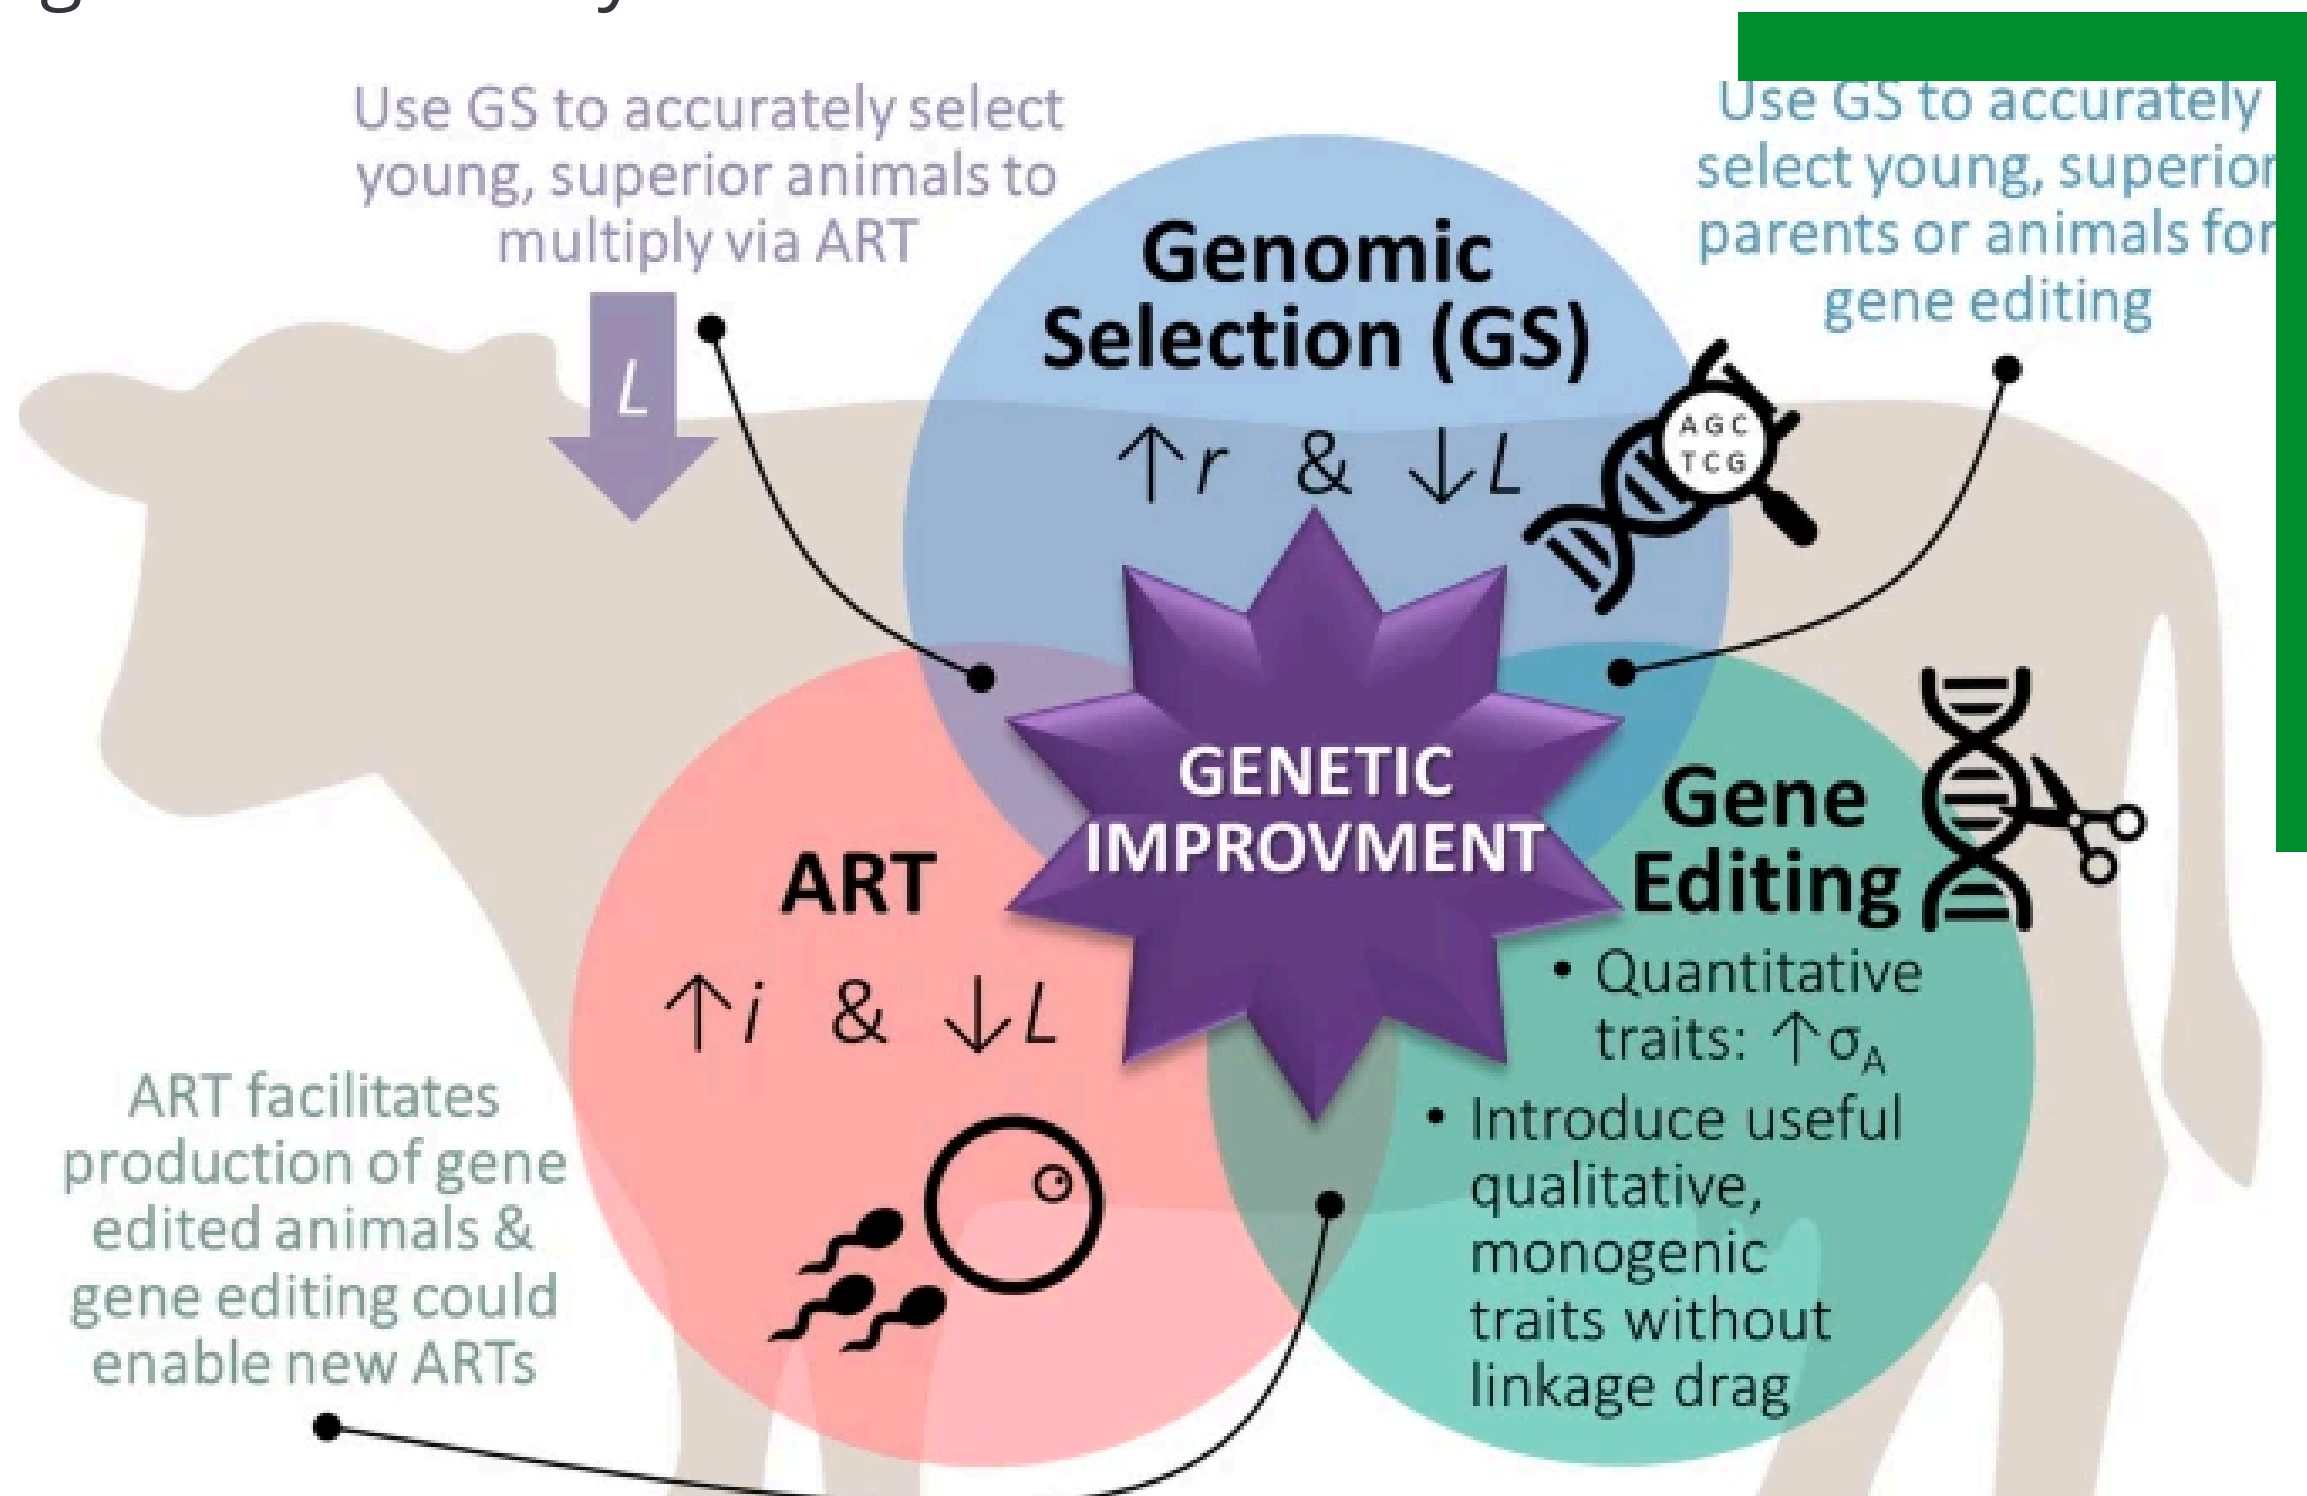 Use GS to accurately select
young, superior animals to
multiply via ART
L
Use GS to accurately
select young, superior
parents or animals for
gene editing
Genomic
Selection (GS)
↑r & ↓L
A G C
T C G
GENETIC
IMPROVMENT
ART
↑i & ↓L
Gene
Editing
• Quantitative
traits: ↑σA
• Introduce useful
qualitative,
monogenic
traits without
linkage drag
ART facilitates
production of gene
edited animals &
gene editing could
enable new ARTs